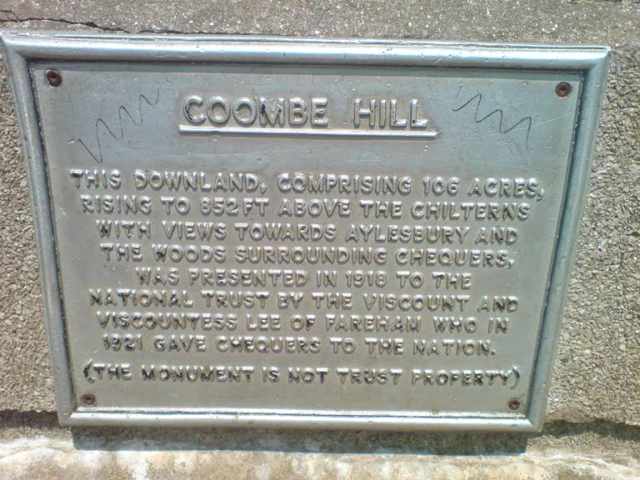 COOMBE HILL
THIS DOWNLAND, COMPRISING 106 ACRES,
RISING TO 852FT ABOVE THE CHILTERNS
WITH VIEWS TOWARDS AYLESBURY AND
THE WOODS SURROUNDING CHEQUERS,
WAS PRESENTED IN 1918 TO THE
NATIONAL TRUST BY THE VISCOUNT AND
VISCOUNTESS LEE OF FAREHAM WHO IN
1921 GAVE CHEQUERS TO THE NATION.
(THE MONUMENT IS NOT TRUST PROPERTY)